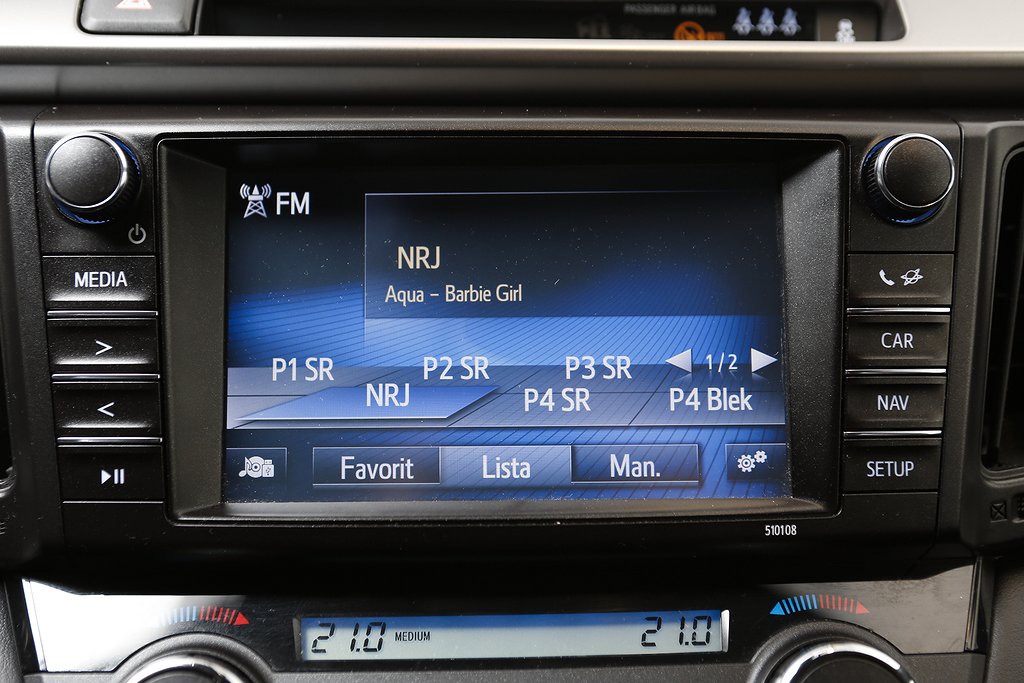 PASSENGER AIRBAG
FM
NRJ
Aqua – Barbie Girl
MEDIA
CAR
NAV
SETUP
P1 SR
P2 SR
P3 SR
1/2
NRJ
P4 SR
P4 Blek
Favorit
Lista
Man.
510108
21.0
MEDIUM
21.0